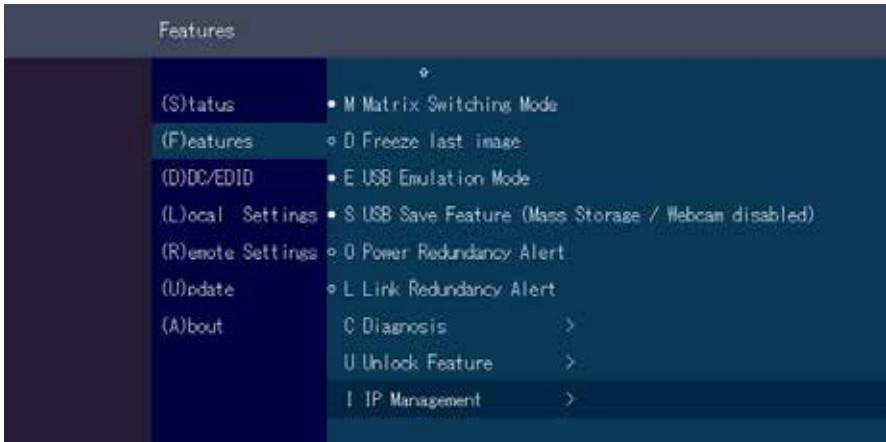 Features
(S)tatus
(F)eatures
(D)DC/EDID
(L)ocal Settings
(R)emote Settings
(U)pdate
(A)bout
M Matrix Switching Mode
D Freeze last image
E USB Emulation Mode
S USB Save Feature (Mass Storage / Webcam disabled)
O Power Redundancy Alert
L Link Redundancy Alert
C Diagnosis >
U Unlock Feature >
I IP Management >